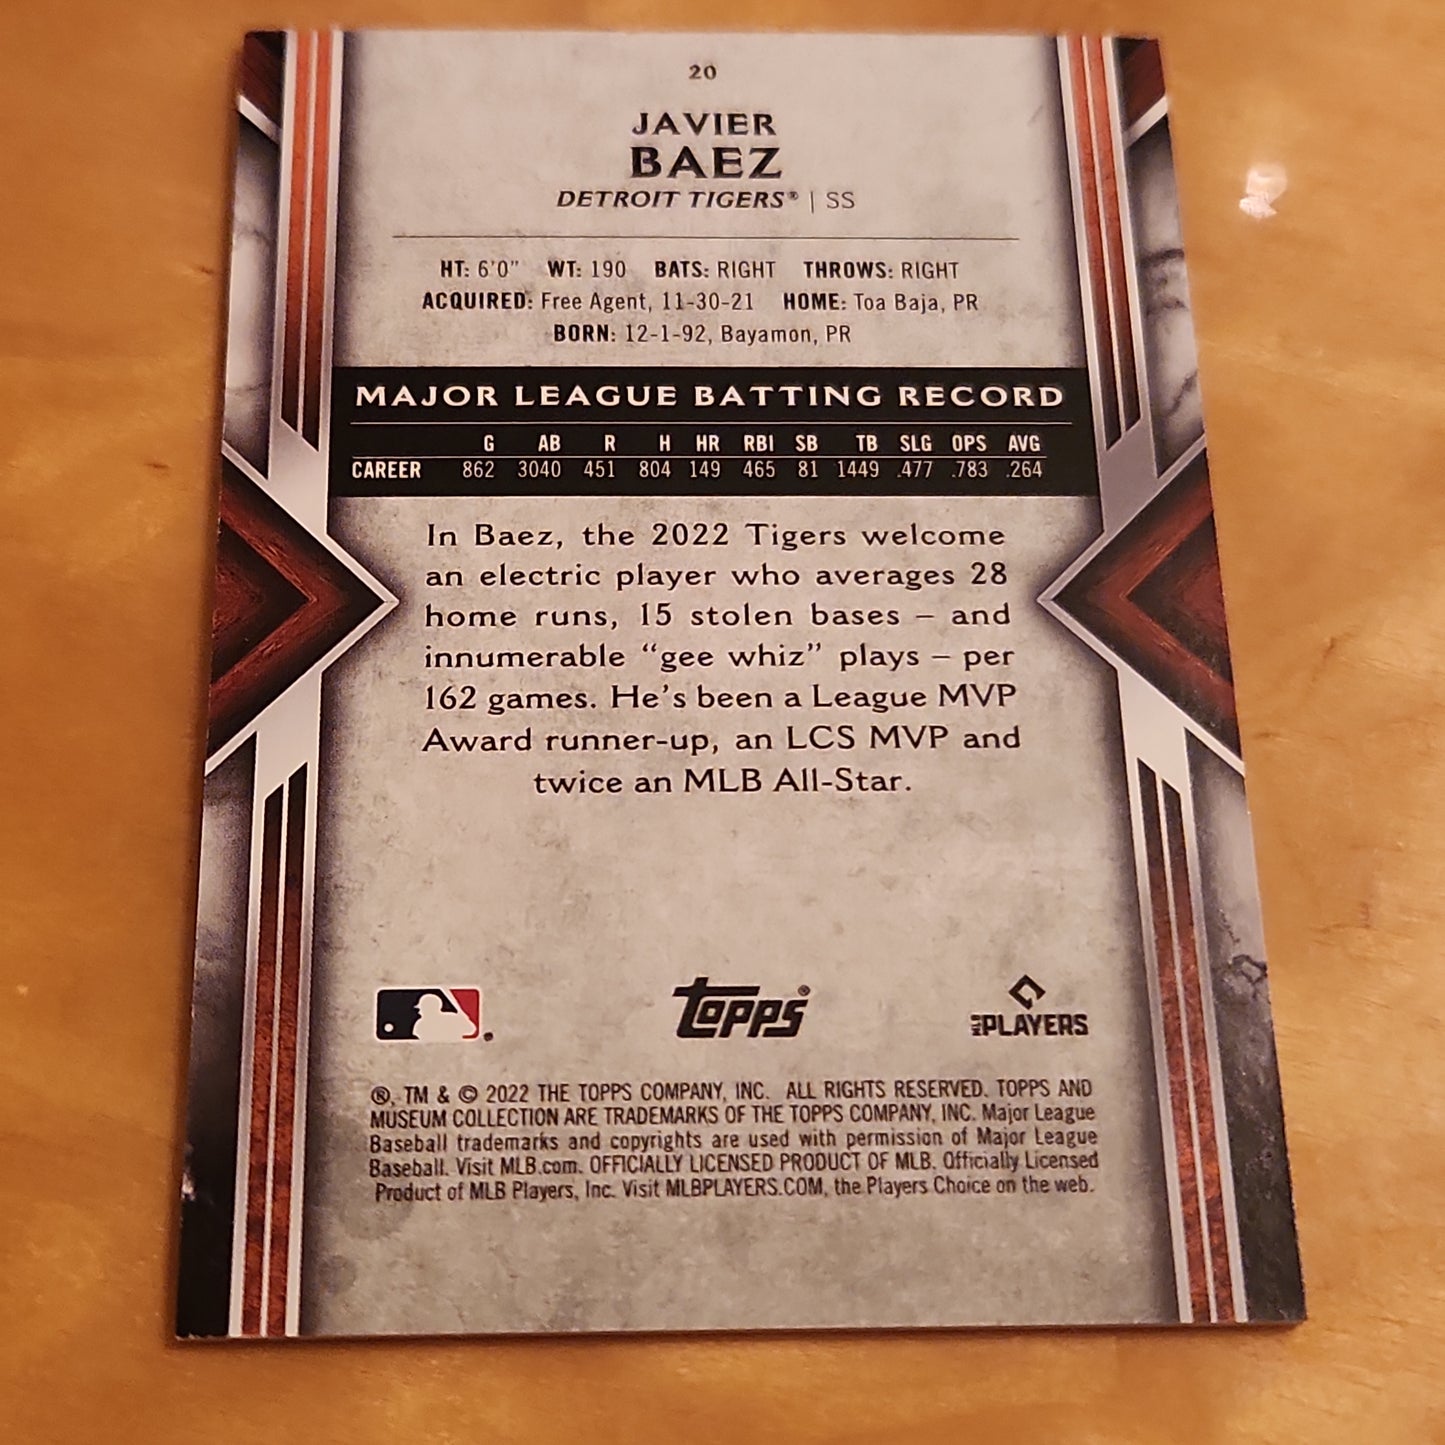 20
JAVIER
BAEZ
DETROIT TIGERS® | SS
HT: 6'0" WT: 190 BATS: RIGHT THROWS: RIGHT
ACQUIRED: Free Agent, 11-30-21 HOME: Toa Baja, PR
BORN: 12-1-92, Bayamon, PR
MAJOR LEAGUE BATTING RECORD
G AB R H HR RBI SB TB SLG OPS AVG
CAREER 862 3040 451 804 149 465 81 1449 .477 .783 .264
In Baez, the 2022 Tigers welcome
an electric player who averages 28
home runs, 15 stolen bases – and
innumerable “gee whiz” plays – per
162 games. He's been a League MVP
Award runner-up, an LCS MVP and
twice an MLB All-Star.
Topps®
MLB PLAYERS
®, TM & © 2022 THE TOPPS COMPANY, INC. ALL RIGHTS RESERVED. TOPPS AND
MUSEUM COLLECTION ARE TRADEMARKS OF THE TOPPS COMPANY, INC. Major League
Baseball trademarks and copyrights are used with permission of Major League
Baseball. Visit MLB.com. OFFICIALLY LICENSED PRODUCT OF MLB. Officially Licensed
Product of MLB Players, Inc. Visit MLBPLAYERS.COM, the Players Choice on the web.